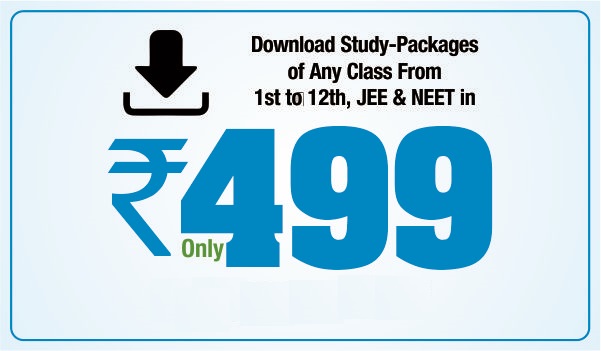 Download Study-Packages
of Any Class From
1st to 12th, JEE & NEET in
₹499
Only